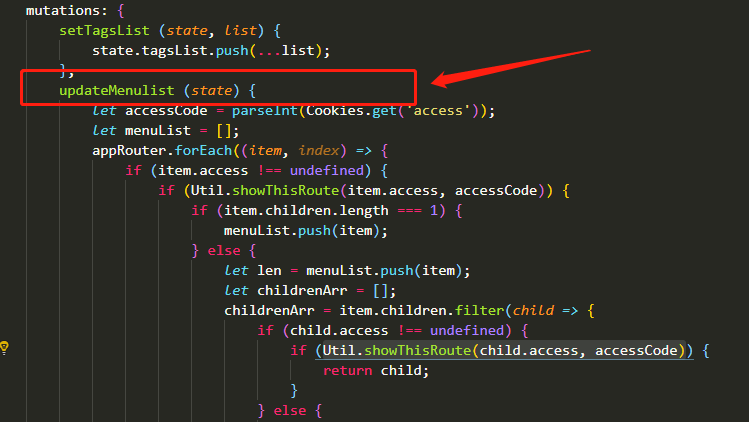 mutations: {
setTagsList (state, list) {
state.tagsList.push(...list);
},
updateMenulist (state) {
let accessCode = parseInt(Cookies.get('access'));
let menuList = [];
appRouter.forEach((item, index) => {
if (item.access !== undefined) {
if (Util.showThisRoute(item.access, accessCode)) {
if (item.children.length === 1) {
menuList.push(item);
} else {
let len = menuList.push(item);
let childrenArr = [];
childrenArr = item.children.filter(child => {
if (child.access !== undefined) {
if (Util.showThisRoute(child.access, accessCode)) {
return child;
}
} else {